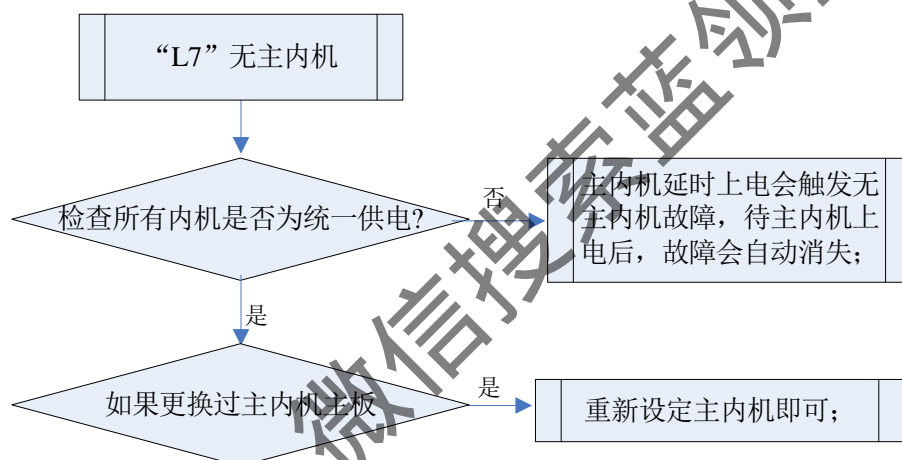 “L7”无主内机
检查所有内机是否为统一供电?
否
主内机延时上电会触发无
主内机故障，待主内机上
电后，故障会自动消失；
是
如果更换过主内机主板
是
重新设定主内机即可；
微信搜索蓝领